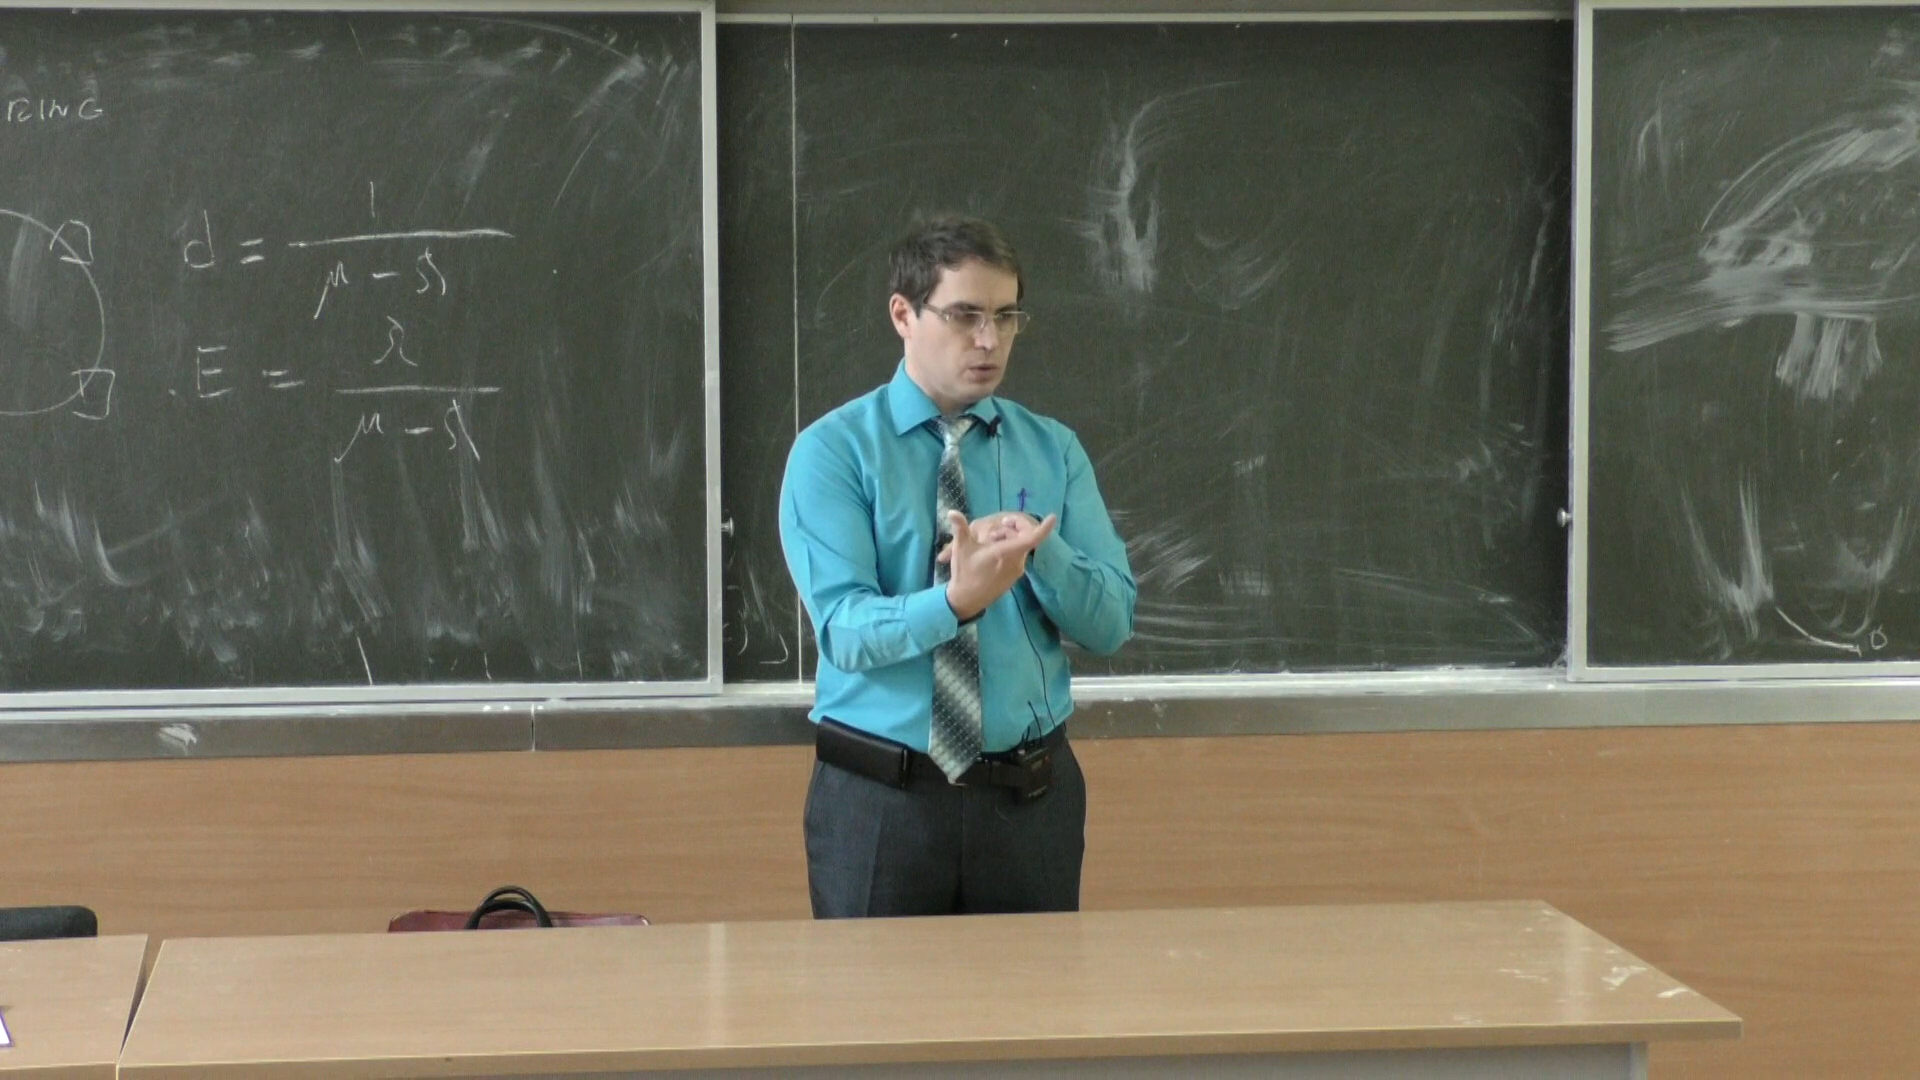 RING
d = 1 / (μ - λ)
E = λ / (μ - λ)